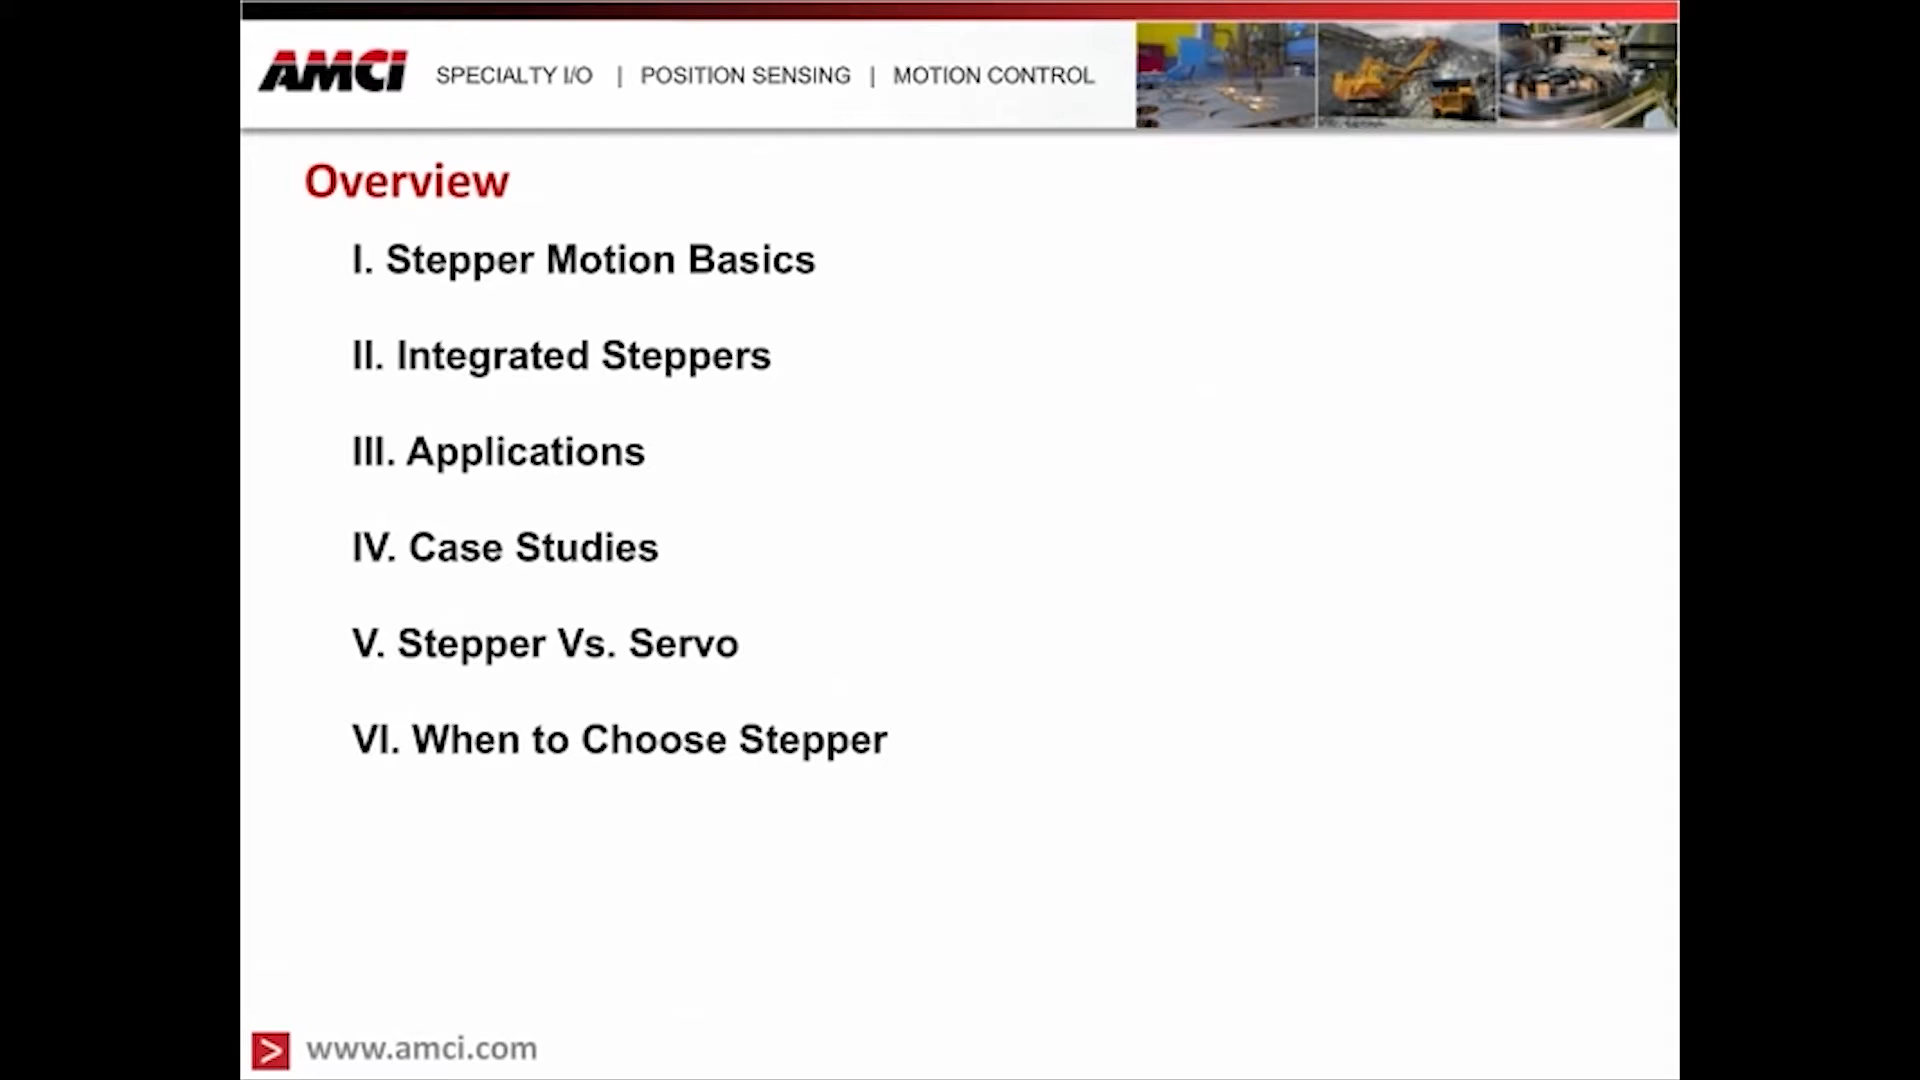 AMCI SPECIALTY I/O | POSITION SENSING | MOTION CONTROL
Overview
I. Stepper Motion Basics
II. Integrated Steppers
III. Applications
IV. Case Studies
V. Stepper Vs. Servo
VI. When to Choose Stepper
> www.amci.com